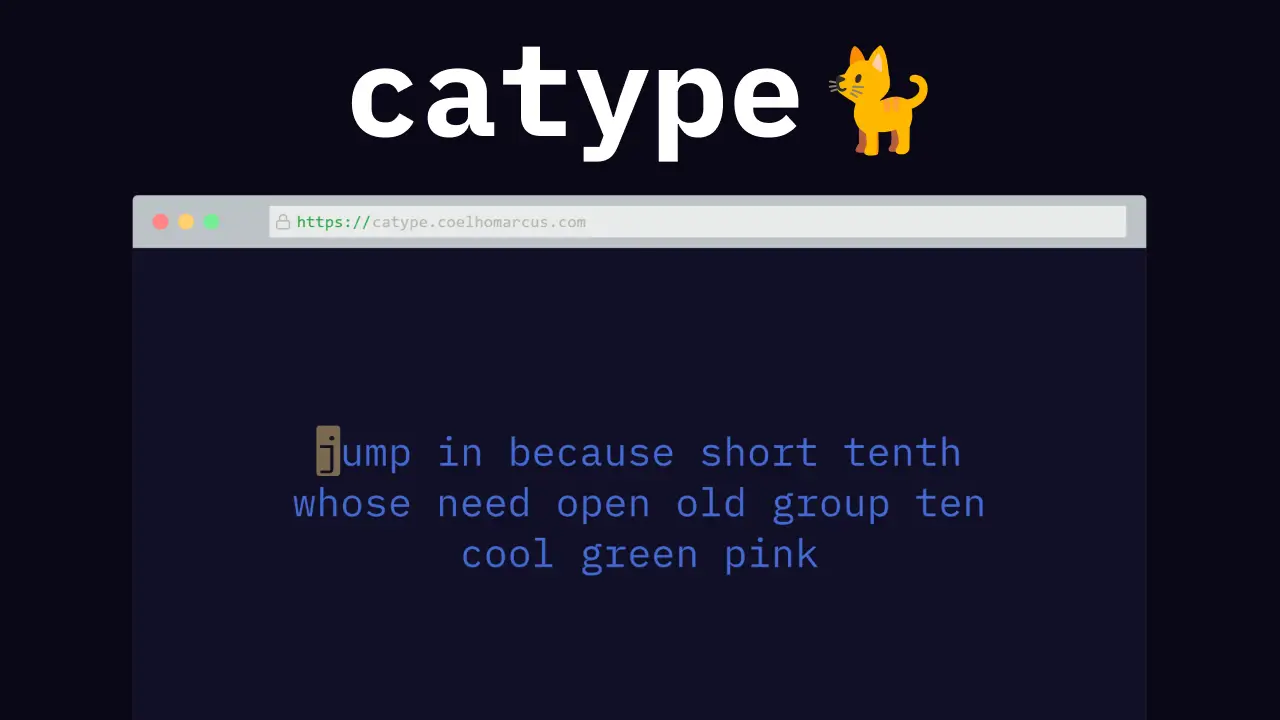 catype
https://catype.coelhomarcus.com
jump in because short tenth
whose need open old group ten
cool green pink